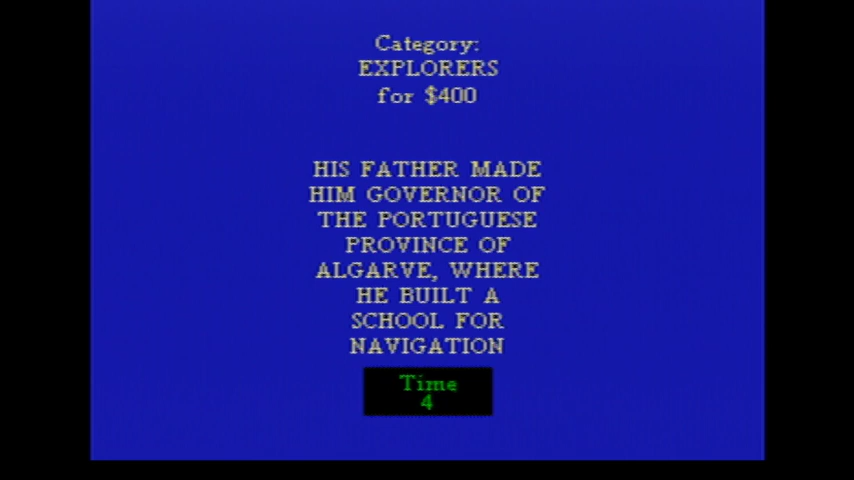 Category:
EXPLORERS
for $400
HIS FATHER MADE
HIM GOVERNOR OF
THE PORTUGUESE
PROVINCE OF
ALGARVE, WHERE
HE BUILT A
SCHOOL FOR
NAVIGATION
Time
4